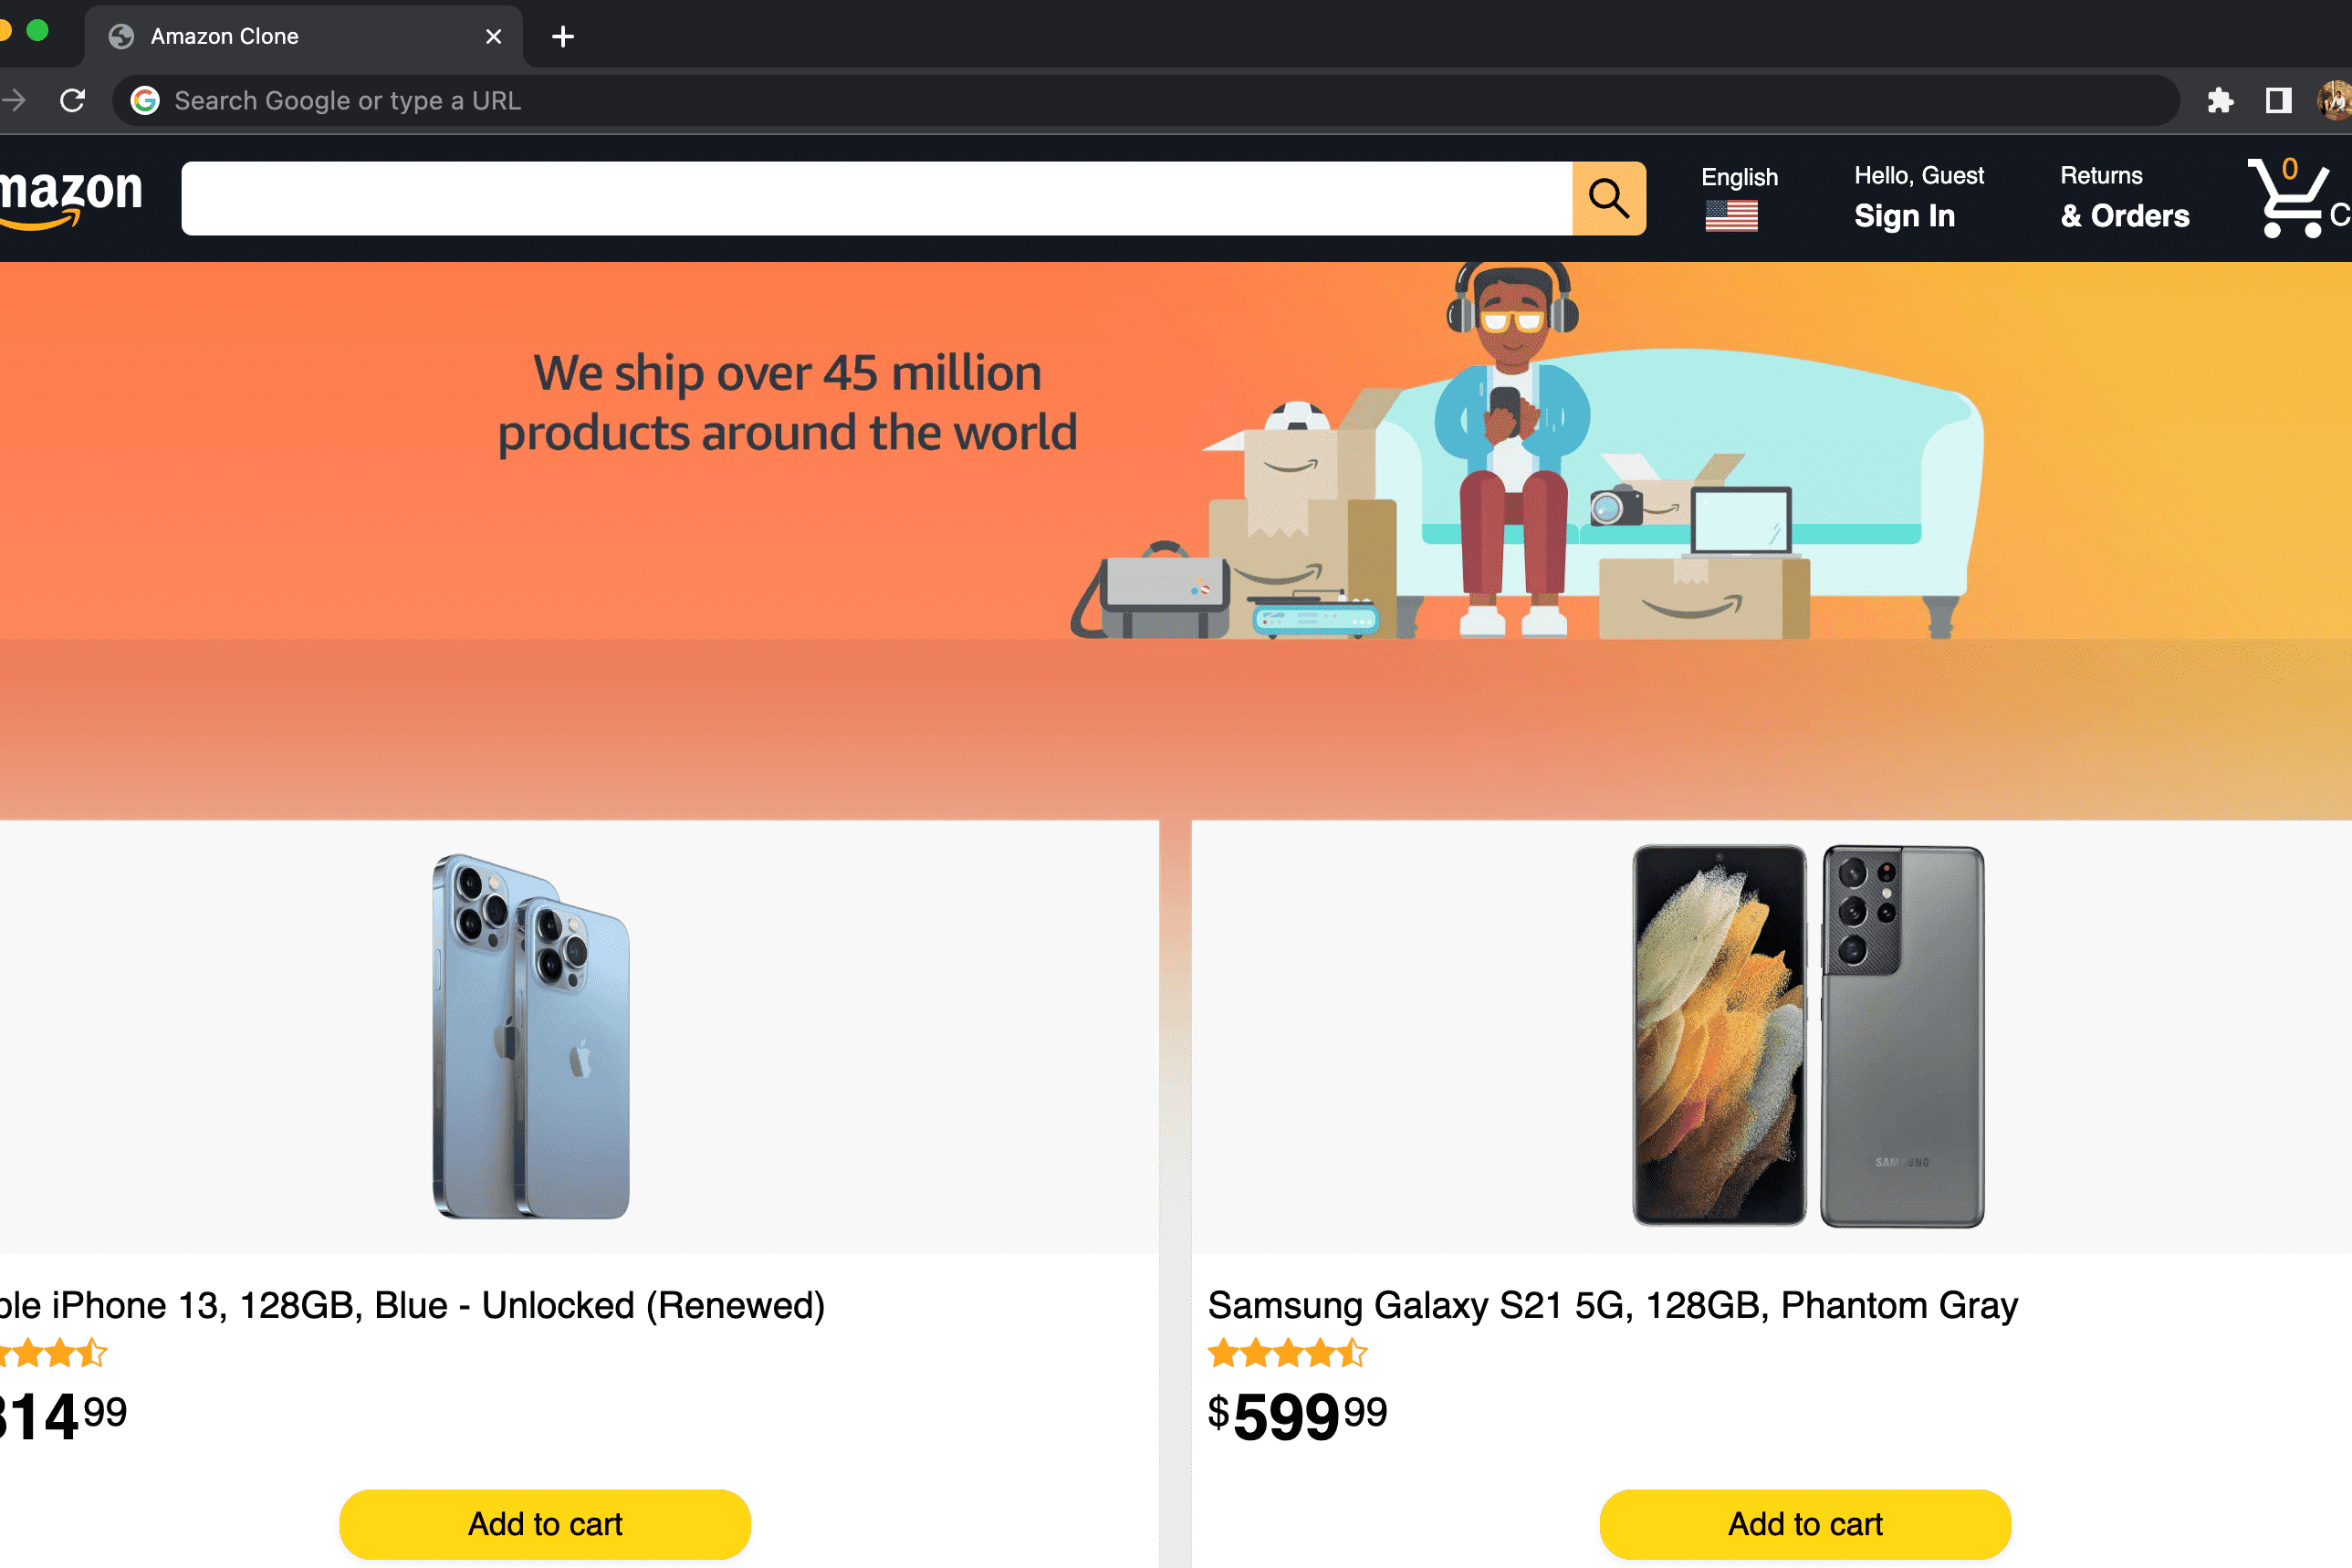 Amazon Clone
Search Google or type a URL
mazon
English
Hello, Guest
Sign In
Returns
& Orders
0
C
We ship over 45 million
products around the world
SAMSUNG
ple iPhone 13, 128GB, Blue - Unlocked (Renewed)
Samsung Galaxy S21 5G, 128GB, Phantom Gray
314 99
$599 99
Add to cart
Add to cart